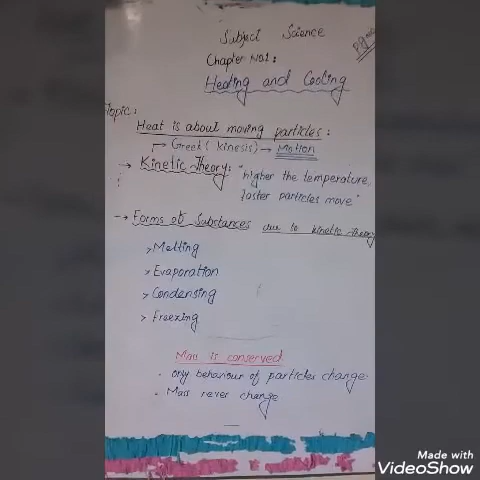 Subject Science
Chapter No1:
Heating and Cooling
Topic:
Heat is about moving particles:
Greek (kinesis) → Motion
→ Kinetic Theory: "higher the temperature,
faster particles move"
→ Forms of Substances due to kinetic theory
> Melting
> Evaporation
> Condensing
> Freezing
Mass is conserved
- only behaviour of particles change.
- Mass never change
Made with
VideoShow